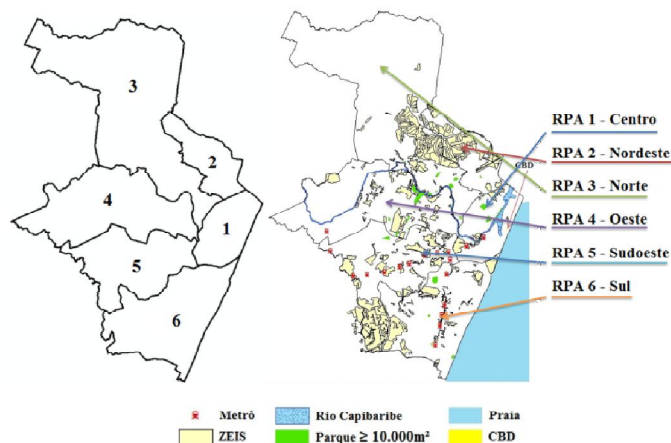 3
2
4
1
5
6
RPA 1 - Centro
RPA 2 - Nordeste
CBD
RPA 3 - Norte
RPA 4 - Oeste
RPA 5 - Sudoeste
RPA 6 - Sul
Metrô Rio Capibaribe Praia
ZEIS Parque ≥ 10.000m² CBD